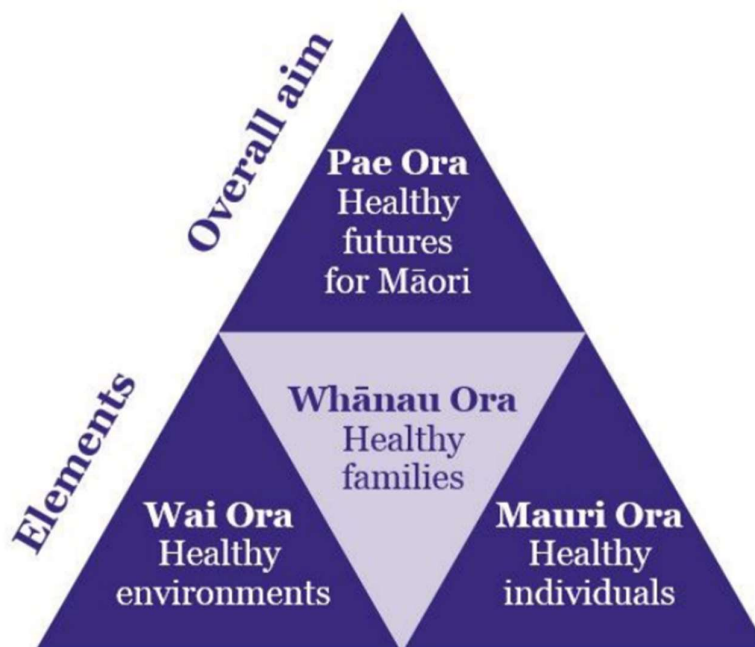 Overall aim
Pae Ora
Healthy
futures
for Māori
Elements
Whānau Ora
Healthy
families
Wai Ora
Healthy
environments
Mauri Ora
Healthy
individuals